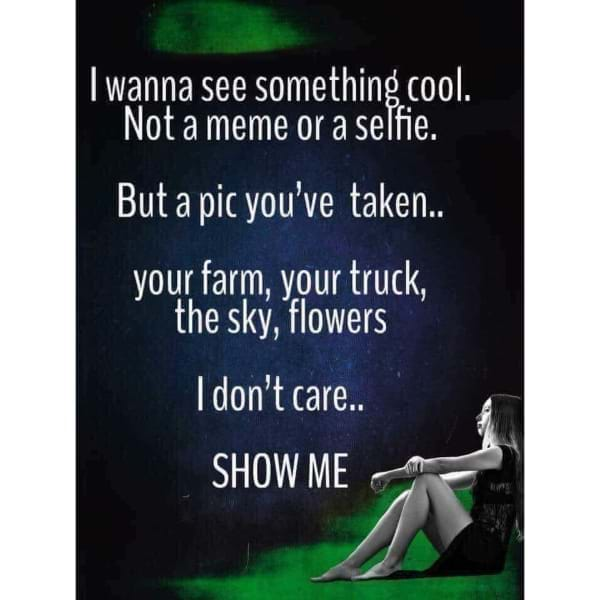 I wanna see something cool.
Not a meme or a selfie.
But a pic you've taken..
your farm, your truck,
the sky, flowers
I don't care..
SHOW ME